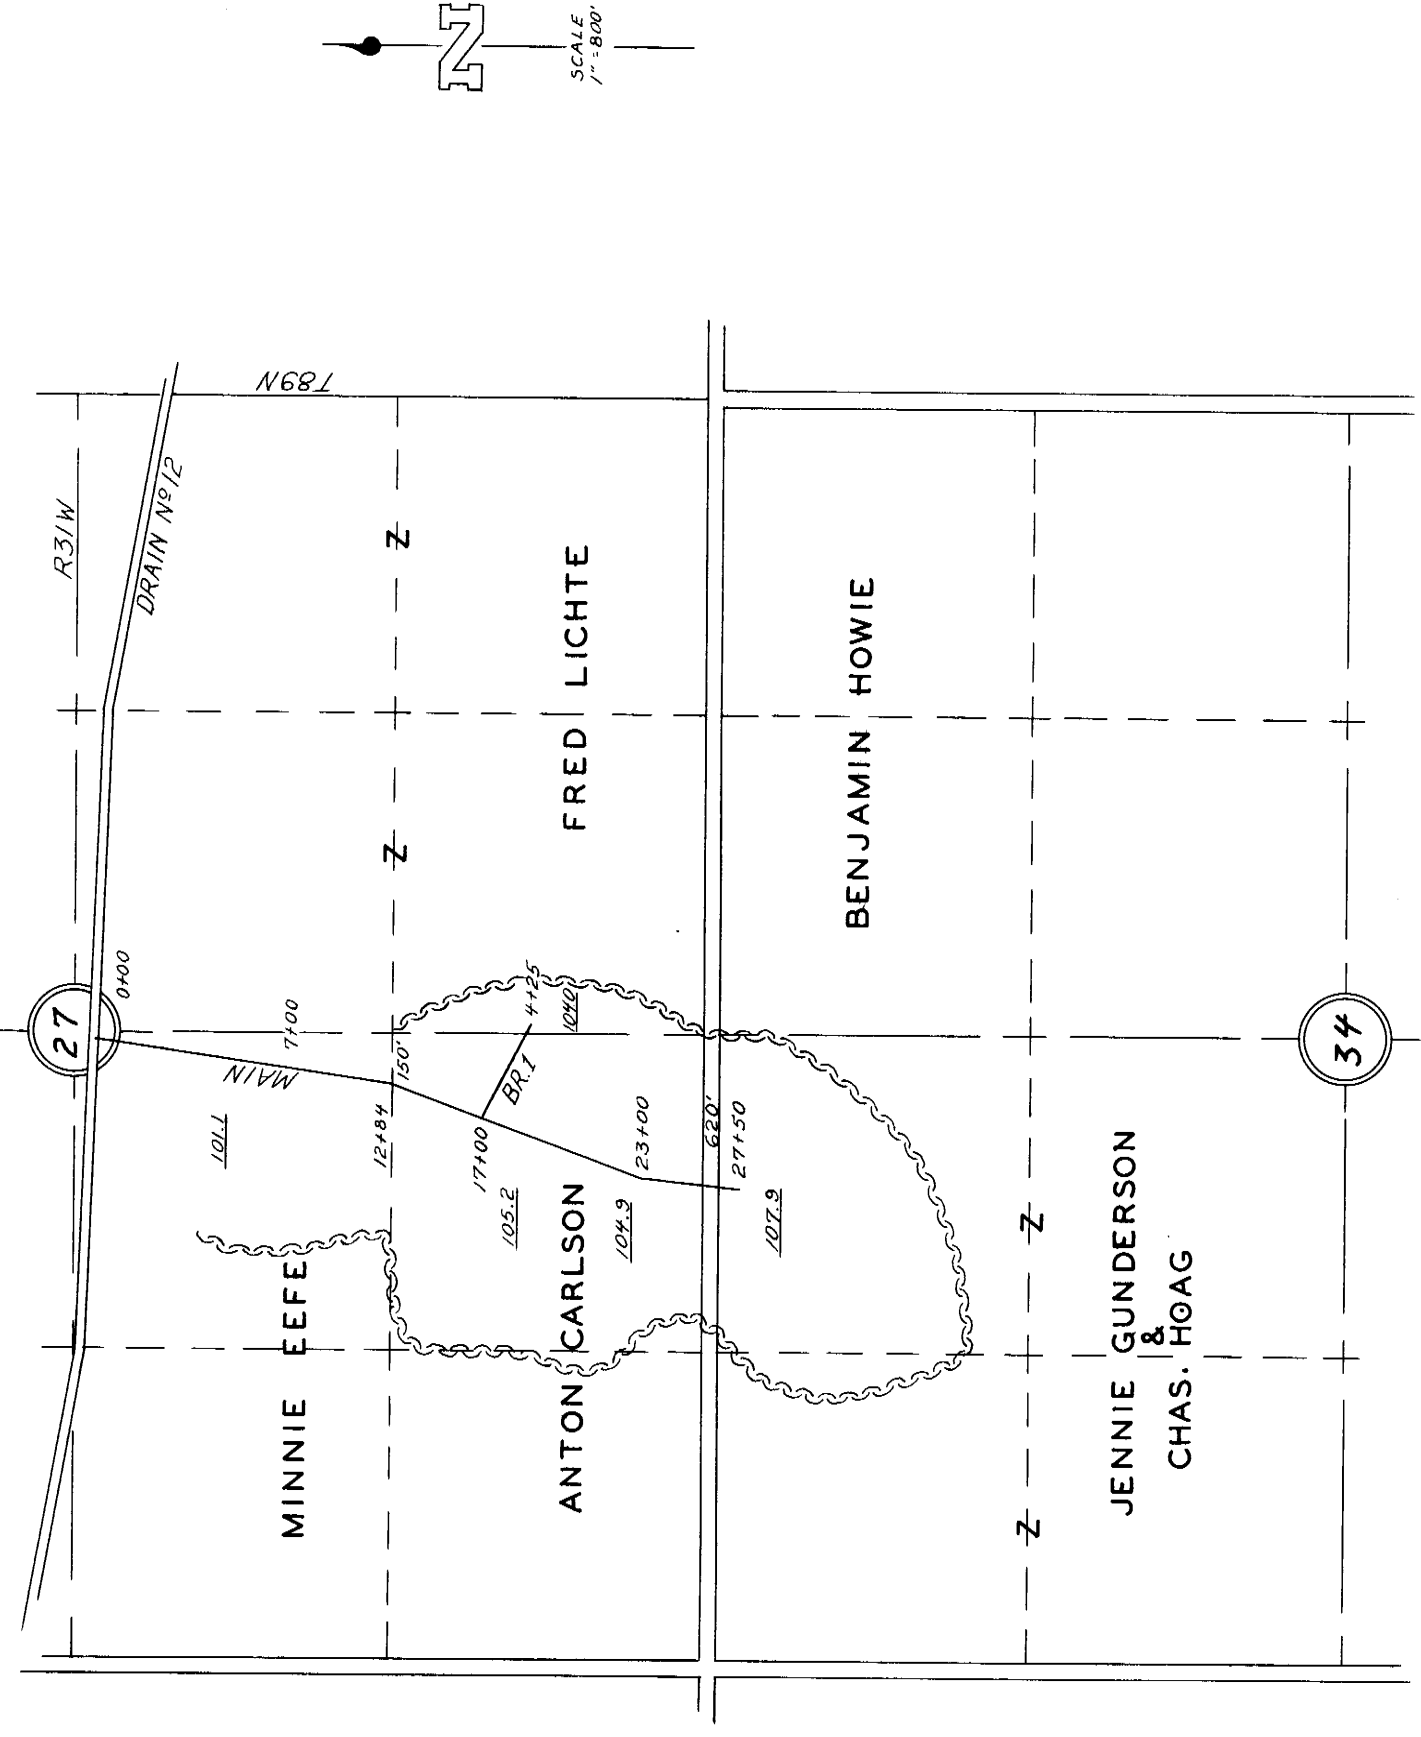 N
SCALE
1" = 800'
R31W
T89N
DRAIN Nº 12
27
0+00
7+00
MAIN
101.1
12+84
150'
BR.1
4+25
1040
17+00
105.2
104.9
23+00
620'
27+50
107.9
Z
Z
FRED LICHTE
BENJAMIN HOWIE
MINNIE EEFE
ANTON CARLSON
Z
Z
JENNIE GUNDERSON
&
CHAS. HOAG
34